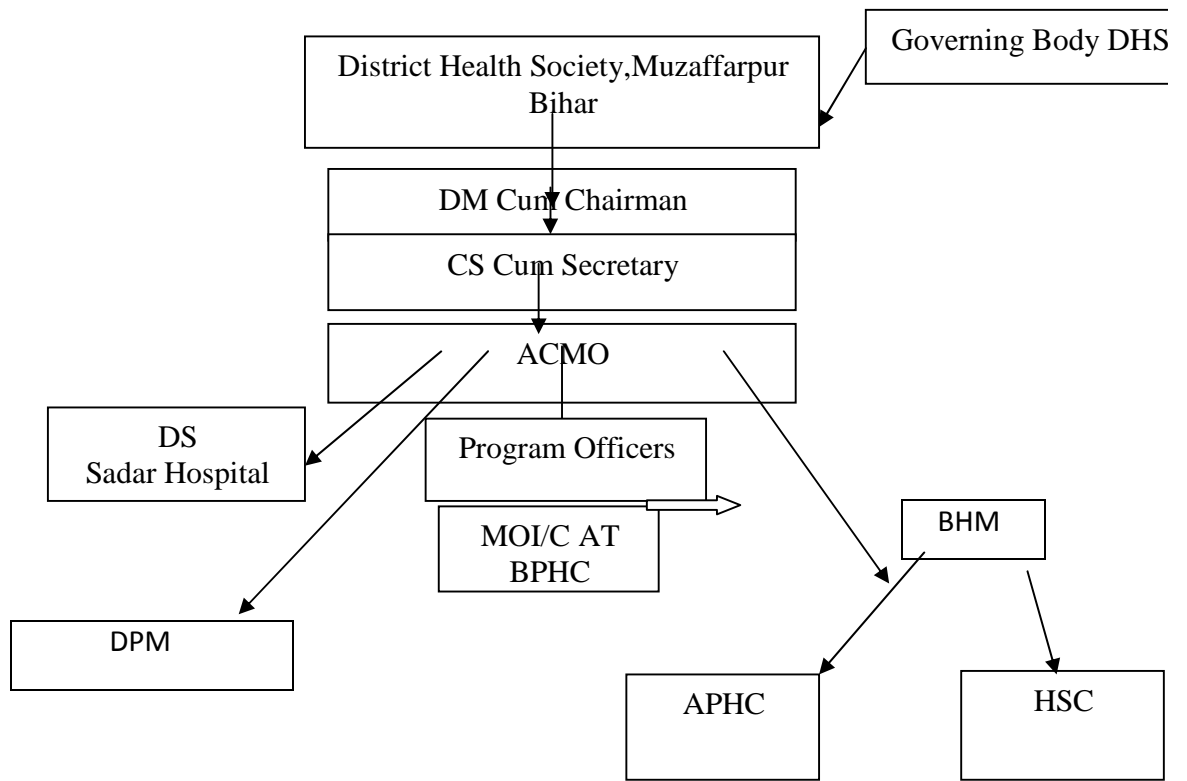 Governing Body DHS
District Health Society,Muzaffarpur
Bihar
DM Cum Chairman
CS Cum Secretary
ACMO
DS
Sadar Hospital
Program Officers
MOI/C AT
BPHC
BHM
DPM
APHC
HSC